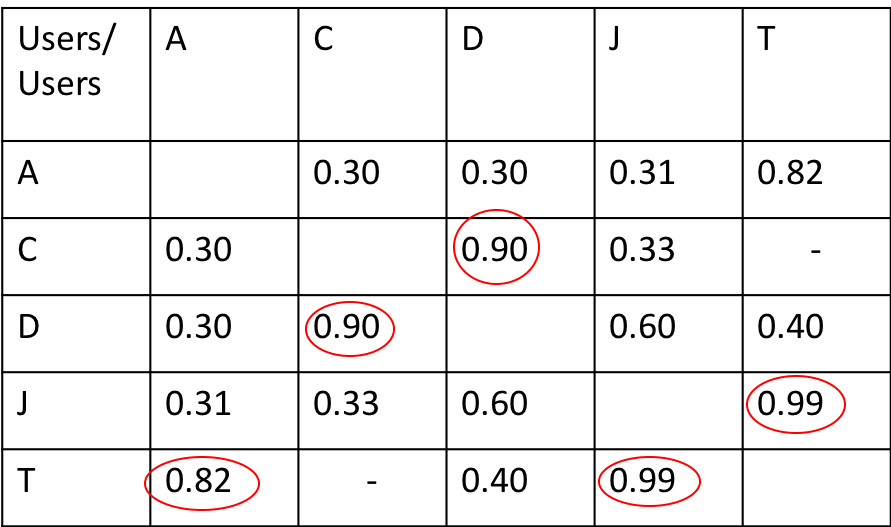 Users/ A C D J T
Users
A 0.30 0.30 0.31 0.82
C 0.30 0.90 0.33 -
D 0.30 0.90 0.60 0.40
J 0.31 0.33 0.60 0.99
T 0.82 - 0.40 0.99